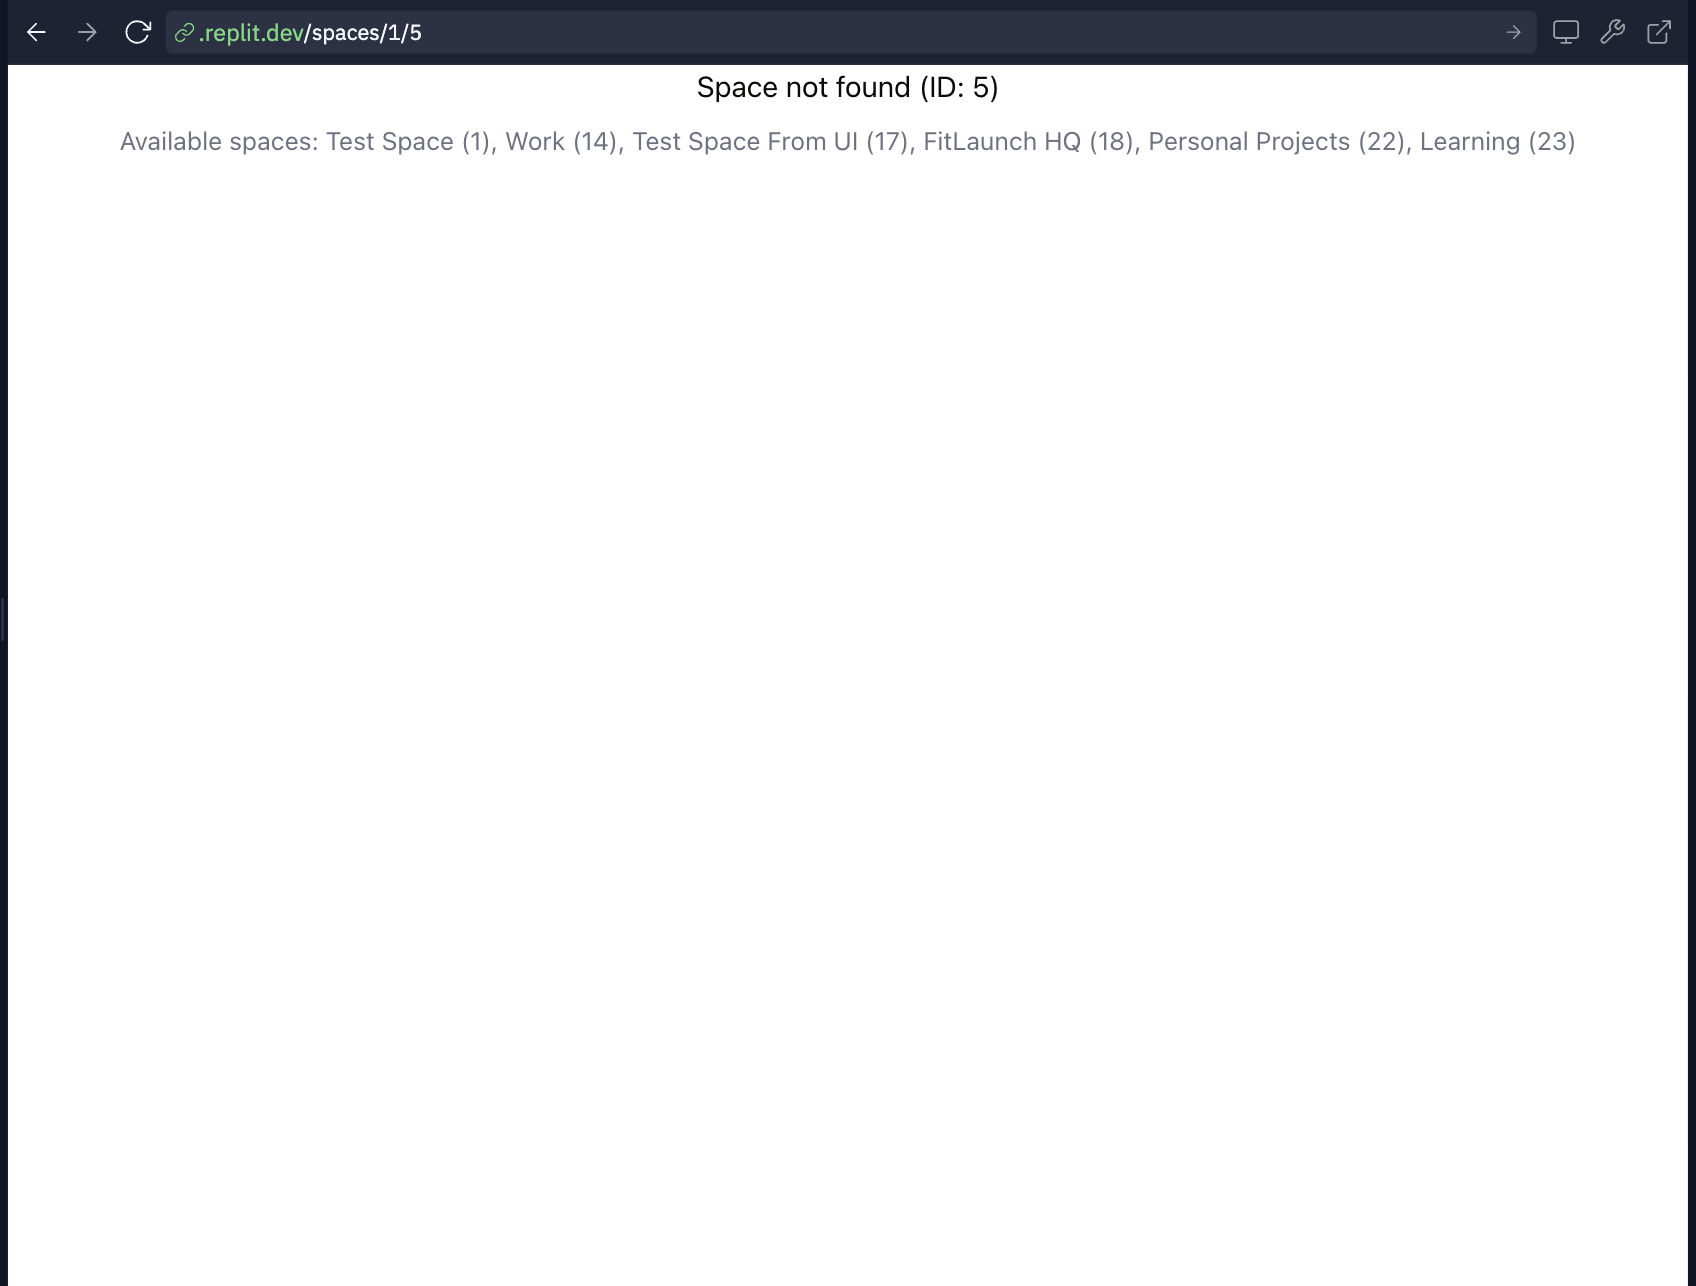 .replit.dev/spaces/1/5
Space not found (ID: 5)
Available spaces: Test Space (1), Work (14), Test Space From UI (17), FitLaunch HQ (18), Personal Projects (22), Learning (23)